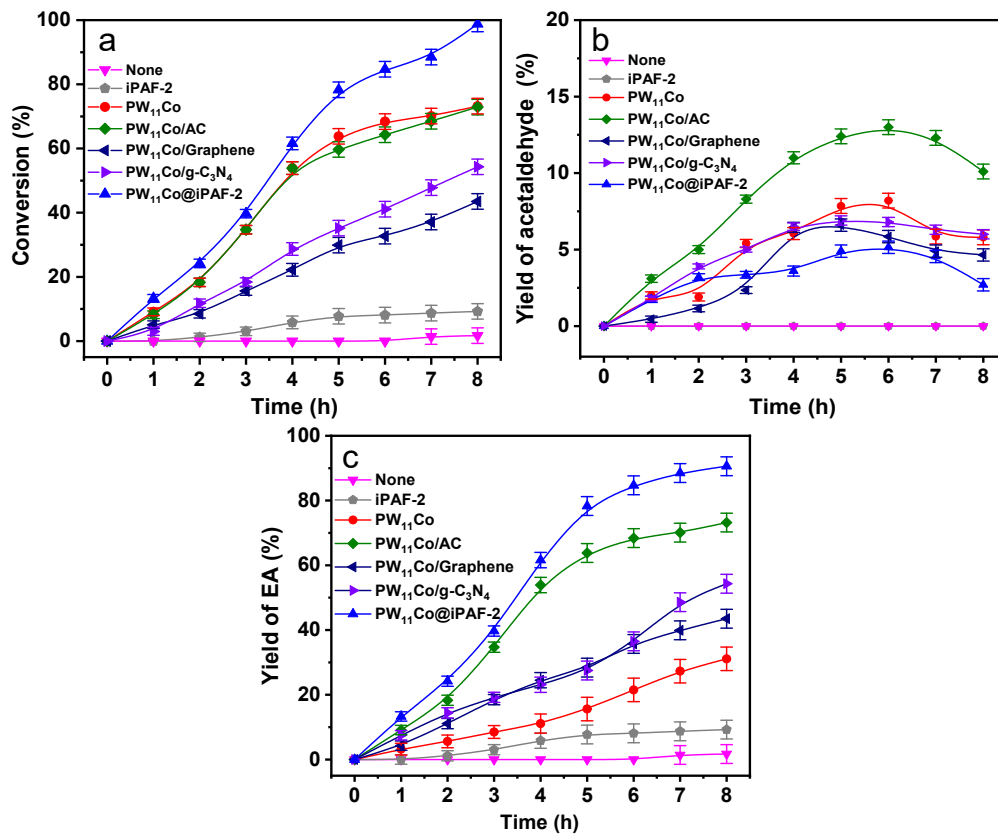 a
Conversion (%)
100
80
60
40
20
0
None
iPAF-2
PW₁₁Co
PW₁₁Co/AC
PW₁₁Co/Graphene
PW₁₁Co/g-C₃N₄
PW₁₁Co@iPAF-2
0 1 2 3 4 5 6 7 8
Time (h)
b
Yield of acetaldehyde (%)
20
15
10
5
0
None
iPAF-2
PW₁₁Co
PW₁₁Co/AC
PW₁₁Co/Graphene
PW₁₁Co/g-C₃N₄
PW₁₁Co@iPAF-2
0 1 2 3 4 5 6 7 8
Time (h)
c
Yield of EA (%)
100
80
60
40
20
0
None
iPAF-2
PW₁₁Co
PW₁₁Co/AC
PW₁₁Co/Graphene
PW₁₁Co/g-C₃N₄
PW₁₁Co@iPAF-2
0 1 2 3 4 5 6 7 8
Time (h)